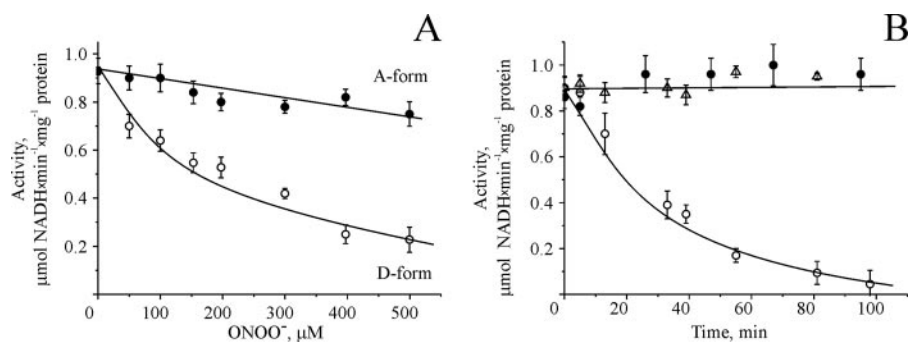 A
Activity,
μmol NADH×min⁻¹×mg⁻¹ protein
1.0
0.8
0.6
0.4
0.2
A-form
D-form
0 100 200 300 400 500
ONOO⁻, μM
B
Activity,
μmol NADH×min⁻¹×mg⁻¹ protein
1.0
0.8
0.6
0.4
0.2
0 20 40 60 80 100
Time, min